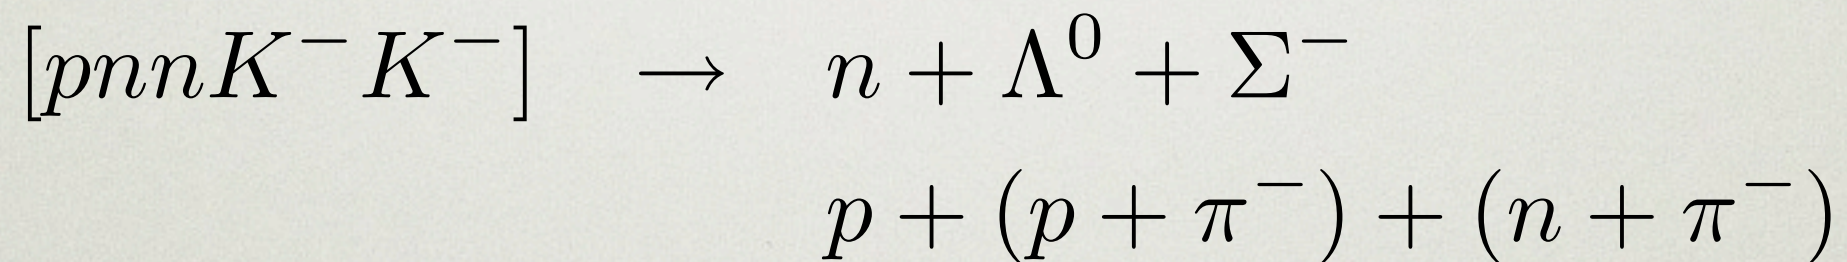 [pnnK⁻K⁻] → n + Λ⁰ + Σ⁻
p + (p + π⁻) + (n + π⁻)